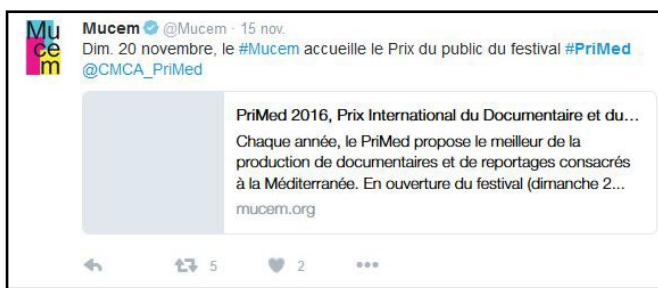 Mu
ce
m
Mucem @Mucem · 15 nov.
Dim. 20 novembre, le #Mucem accueille le Prix du public du festival #PriMed
@CMCA_PriMed
PriMed 2016, Prix International du Documentaire et du…
Chaque année, le PriMed propose le meilleur de la
production de documentaires et de reportages consacrés
à la Méditerranée. En ouverture du festival (dimanche 2...
mucem.org
5 2